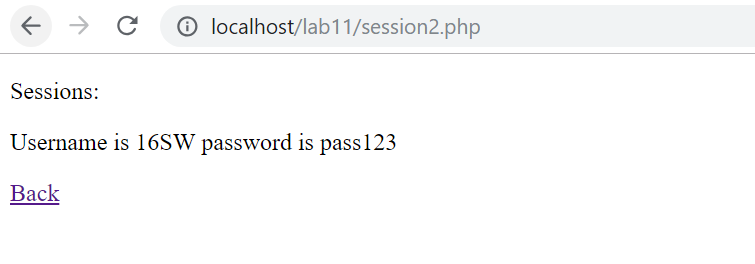 localhost/lab11/session2.php
Sessions:
Username is 16SW password is pass123
Back